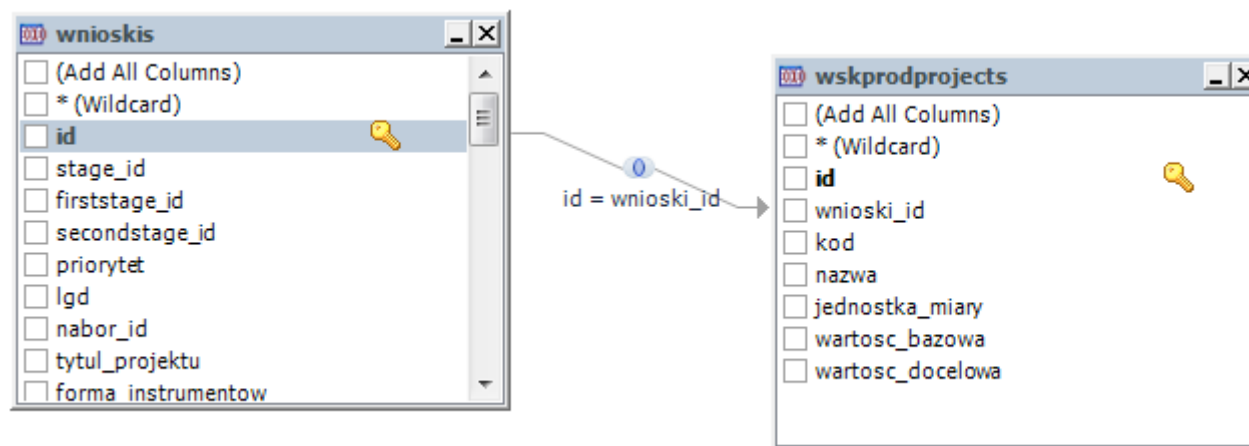 wnioskis
(Add All Columns)
* (Wildcard)
id
stage_id
firststage_id
secondstage_id
priorytet
lgd
nabor_id
tytul_projektu
forma_instrumentow
id = wnioski_id
wskprodprojects
(Add All Columns)
* (Wildcard)
id
wnioski_id
kod
nazwa
jednostka_miary
wartosc_bazowa
wartosc_docelowa